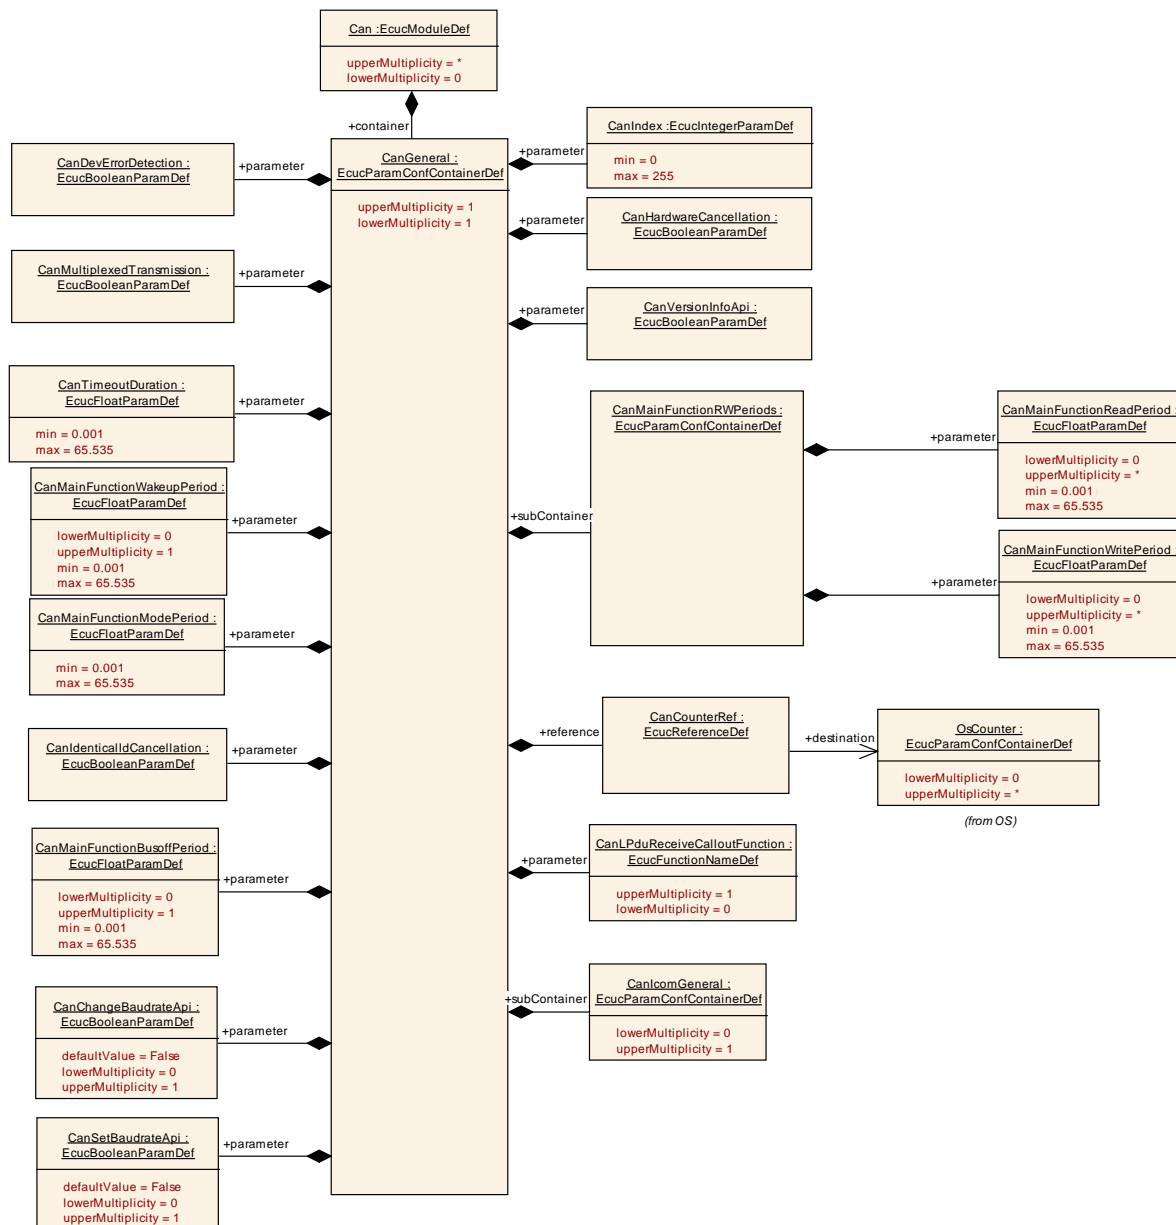 Can :EcucModuleDef
upperMultiplicity = *
lowerMultiplicity = 0
+container
CanGeneral :
EcucParamConfContainerDef
upperMultiplicity = 1
lowerMultiplicity = 1
CanDevErrorDetection :
EcucBooleanParamDef
+parameter
CanMultiplexedTransmission :
EcucBooleanParamDef
+parameter
CanTimeoutDuration :
EcucFloatParamDef
min = 0.001
max = 65.535
+parameter
CanMainFunctionWakeupPeriod :
EcucFloatParamDef
lowerMultiplicity = 0
upperMultiplicity = 1
min = 0.001
max = 65.535
+parameter
CanMainFunctionModePeriod :
EcucFloatParamDef
min = 0.001
max = 65.535
+parameter
CanIdenticalIdCancellation :
EcucBooleanParamDef
+parameter
CanMainFunctionBusoffPeriod :
EcucFloatParamDef
lowerMultiplicity = 0
upperMultiplicity = 1
min = 0.001
max = 65.535
+parameter
CanChangeBaudrateApi :
EcucBooleanParamDef
defaultValue = False
lowerMultiplicity = 0
upperMultiplicity = 1
+parameter
CanSetBaudrateApi :
EcucBooleanParamDef
defaultValue = False
lowerMultiplicity = 0
upperMultiplicity = 1
+parameter
+parameter
CanIndex :EcucIntegerParamDef
min = 0
max = 255
+parameter
CanHardwareCancellation :
EcucBooleanParamDef
+parameter
CanVersionInfoApi :
EcucBooleanParamDef
+subContainer
CanMainFunctionRWPeriods :
EcucParamConfContainerDef
+parameter
CanMainFunctionReadPeriod :
EcucFloatParamDef
lowerMultiplicity = 0
upperMultiplicity = *
min = 0.001
max = 65.535
+parameter
CanMainFunctionWritePeriod :
EcucFloatParamDef
lowerMultiplicity = 0
upperMultiplicity = *
min = 0.001
max = 65.535
+reference
CanCounterRef :
EcucReferenceDef
+destination
OsCounter :
EcucParamConfContainerDef
lowerMultiplicity = 0
upperMultiplicity = *
(from OS)
+parameter
CanLPduReceiveCalloutFunction :
EcucFunctionNameDef
upperMultiplicity = 1
lowerMultiplicity = 0
+subContainer
CanIcomGeneral :
EcucParamConfContainerDef
lowerMultiplicity = 0
upperMultiplicity = 1